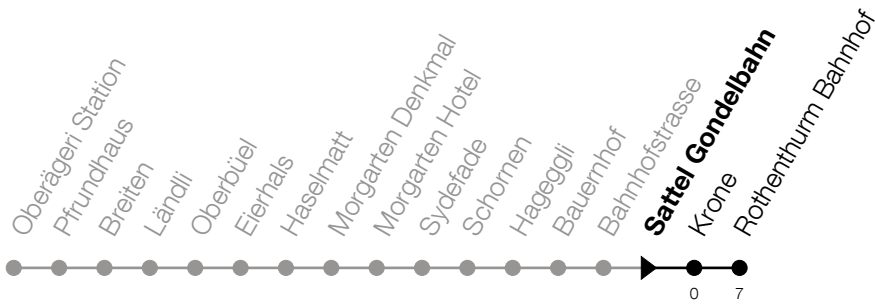 Oberägeri Station
Pfrundhaus
Breiten
Ländli
Oberbüel
Eierhals
Haselmatt
Morgarten Denkmal
Morgarten Hotel
Sydefade
Schornen
Hageggli
Bauernhof
Bahnhofstrasse
Sattel Gondelbahn
Krone
Rothenthurm Bahnhof
0
7